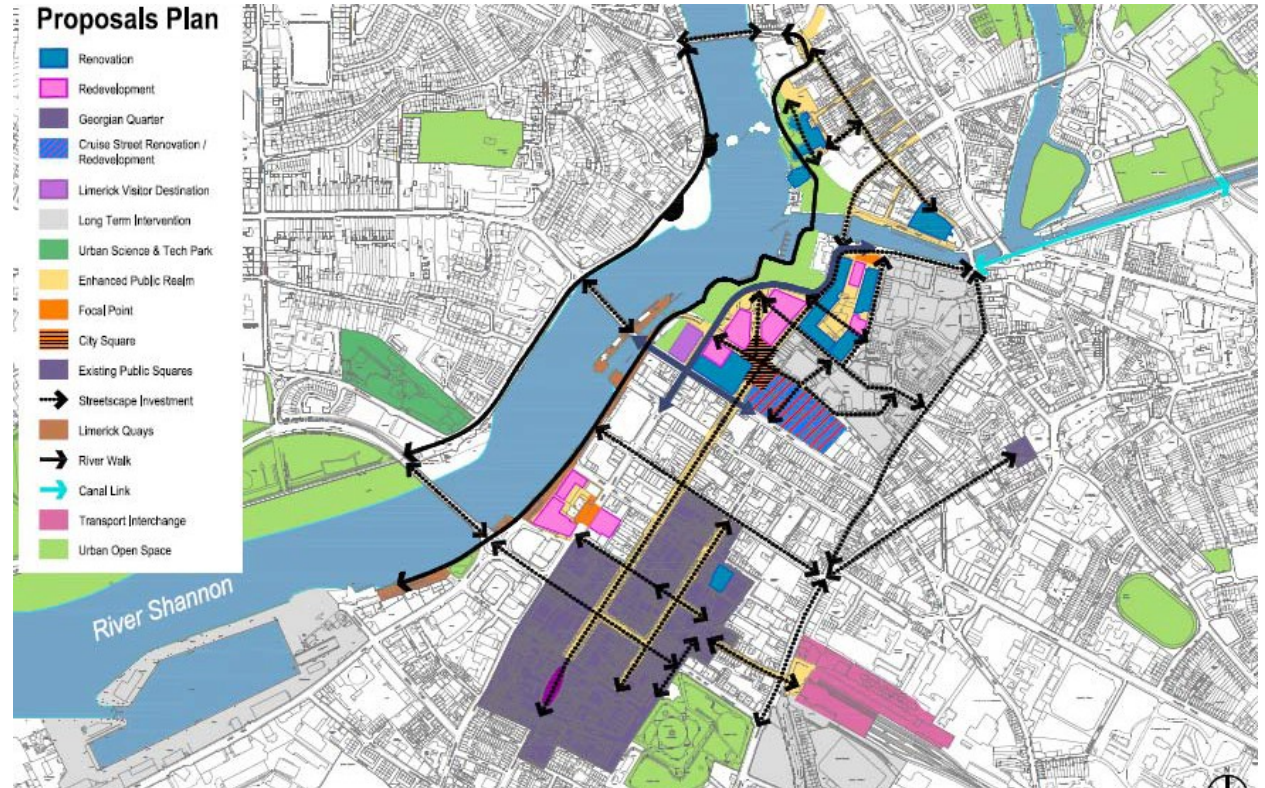 Proposals Plan
Renovation
Redevelopment
Georgian Quarter
Cruise Street Renovation /
Redevelopment
Limerick Visitor Destination
Long Term Intervention
Urban Science & Tech Park
Enhanced Public Realm
Focal Point
City Square
Existing Public Squares
Streetscape Investment
Limerick Quays
River Walk
Canal Link
Transport Interchange
Urban Open Space
River Shannon
N